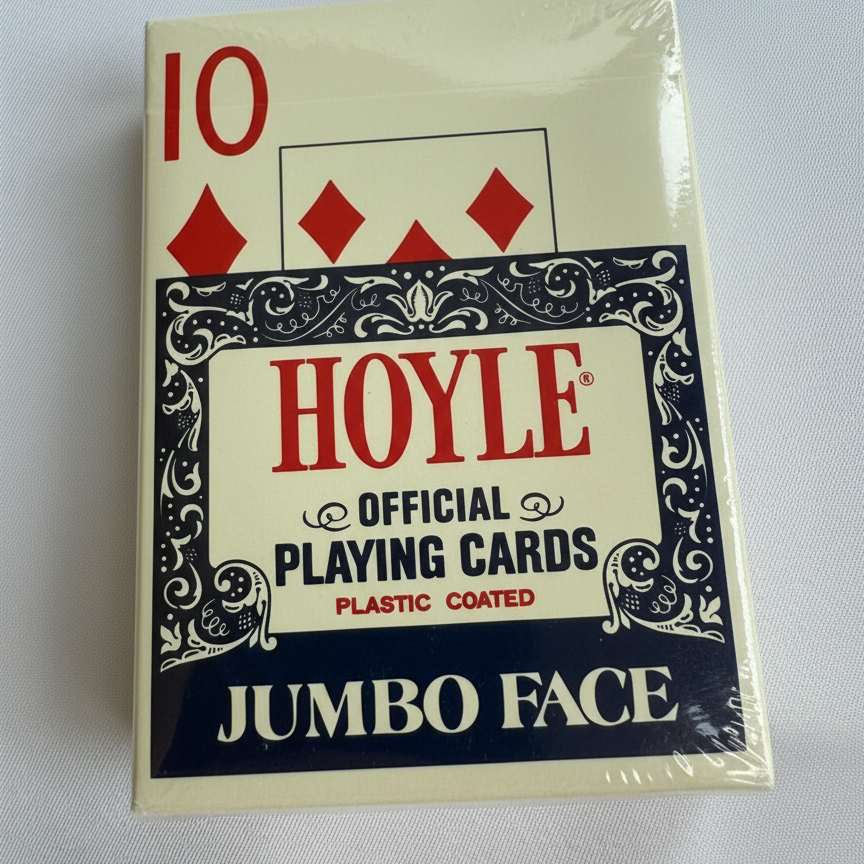 10
HOYLE®
OFFICIAL
PLAYING CARDS
PLASTIC COATED
JUMBO FACE